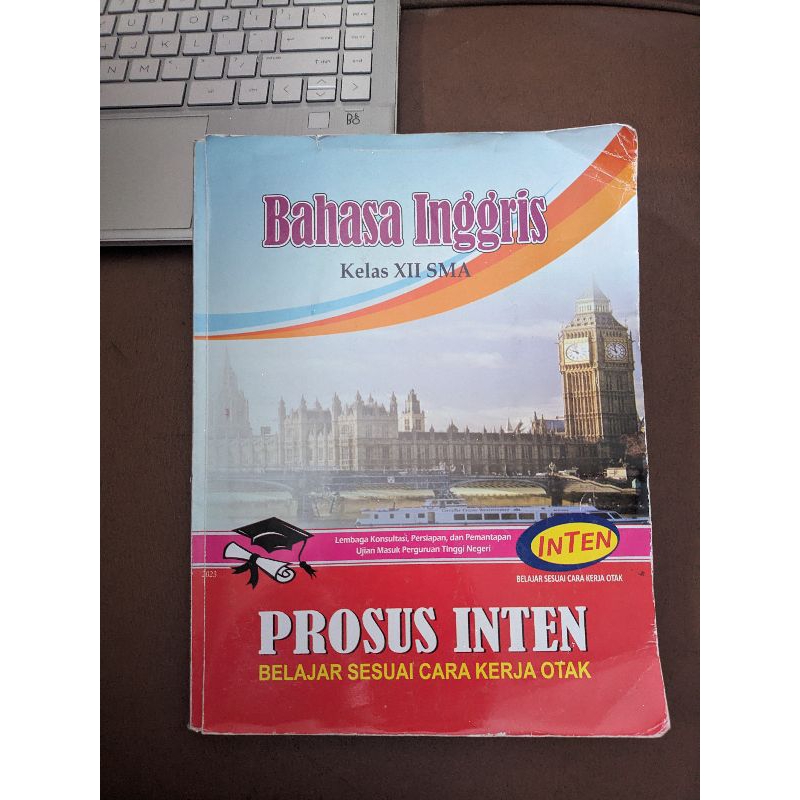 U I O P
H J K L
N M
B&O
Bahasa Inggris
Kelas XII SMA
Lembaga Konsultasi, Persiapan, dan Pemantapan
Ujian Masuk Perguruan Tinggi Negeri
INTEN
BELAJAR SESUAI CARA KERJA OTAK
2023
PROSUS INTEN
BELAJAR SESUAI CARA KERJA OTAK